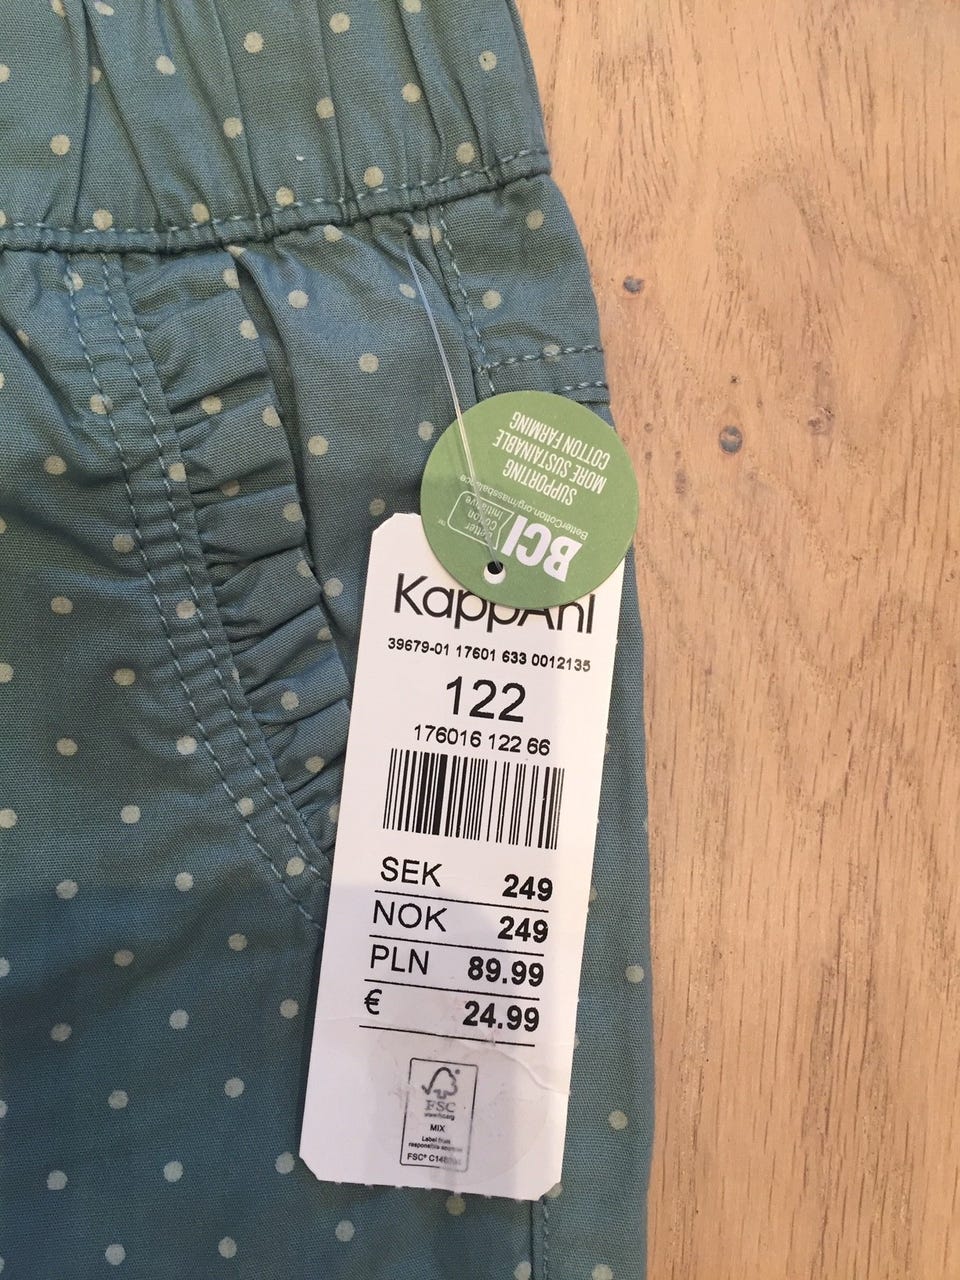 SUPPORTING
MORE SUSTAINABLE
COTTON FARMING
BetterCotton.org/massbalance
BCI
Better
Cotton
Initiative
™
KappAhl
39679-01 17601 633 0012135
122
176016 122 66
SEK 249
NOK 249
PLN 89.99
€ 24.99
FSC
www.fsc.org
MIX
Label from
responsible sources
FSC®